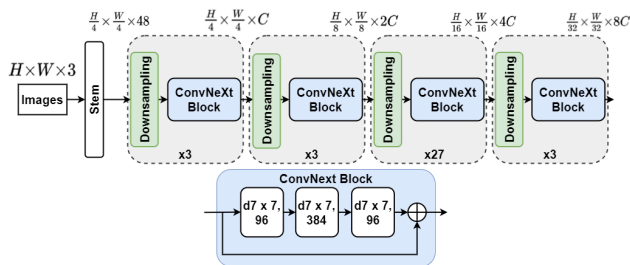 H/4 × W/4 × 48
H/4 × W/4 × C
H/8 × W/8 × 2C
H/16 × W/16 × 4C
H/32 × W/32 × 8C
H×W×3
Images
Stem
Downsampling
ConvNeXt
Block
x3
Downsampling
ConvNeXt
Block
x3
Downsampling
ConvNeXt
Block
x27
Downsampling
ConvNeXt
Block
x3
ConvNext Block
d7 x 7,
96
d7 x 7,
384
d7 x 7,
96